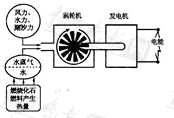 涡轮机
发电机
风力、
水力、
潮汐力
电能
水蒸气
水
燃烧化石
燃料产生
热量